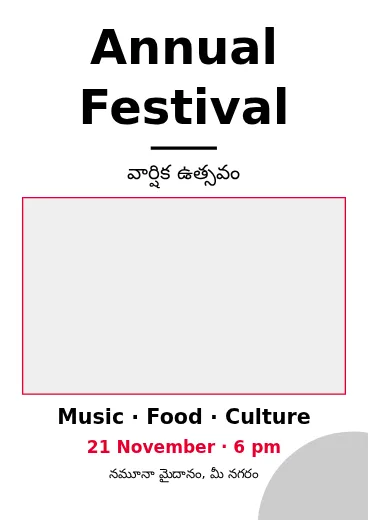 Annual
Festival
వార్షిక ఉత్సవం
Music · Food · Culture
21 November · 6 pm
నమూనా మైదానం, మీ నగరం